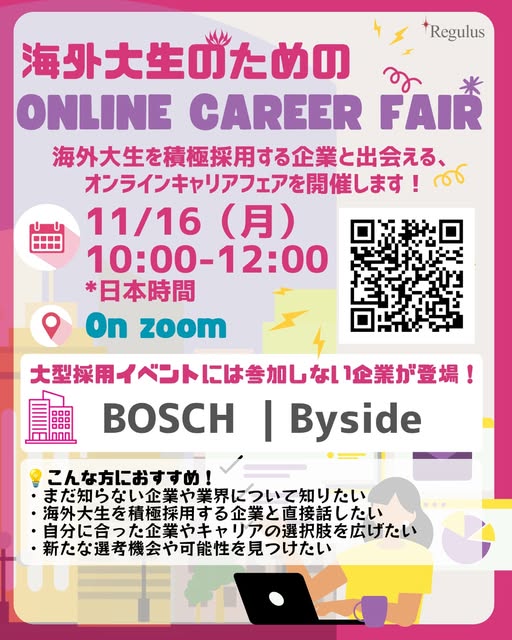 Regulus
海外大生のための
ONLINE CAREER FAIR
海外大生を積極採用する企業と出会える、
オンラインキャリアフェアを開催します！
11/16（月）
10:00-12:00
*日本時間
On zoom
大型採用イベントには参加しない企業が登場！
BOSCH | Byside
こんな方におすすめ！
・まだ知らない企業や業界について知りたい
・海外大生を積極採用する企業と直接話したい
・自分に合った企業やキャリアの選択肢を広げたい
・新たな選考機会や可能性を見つけたい